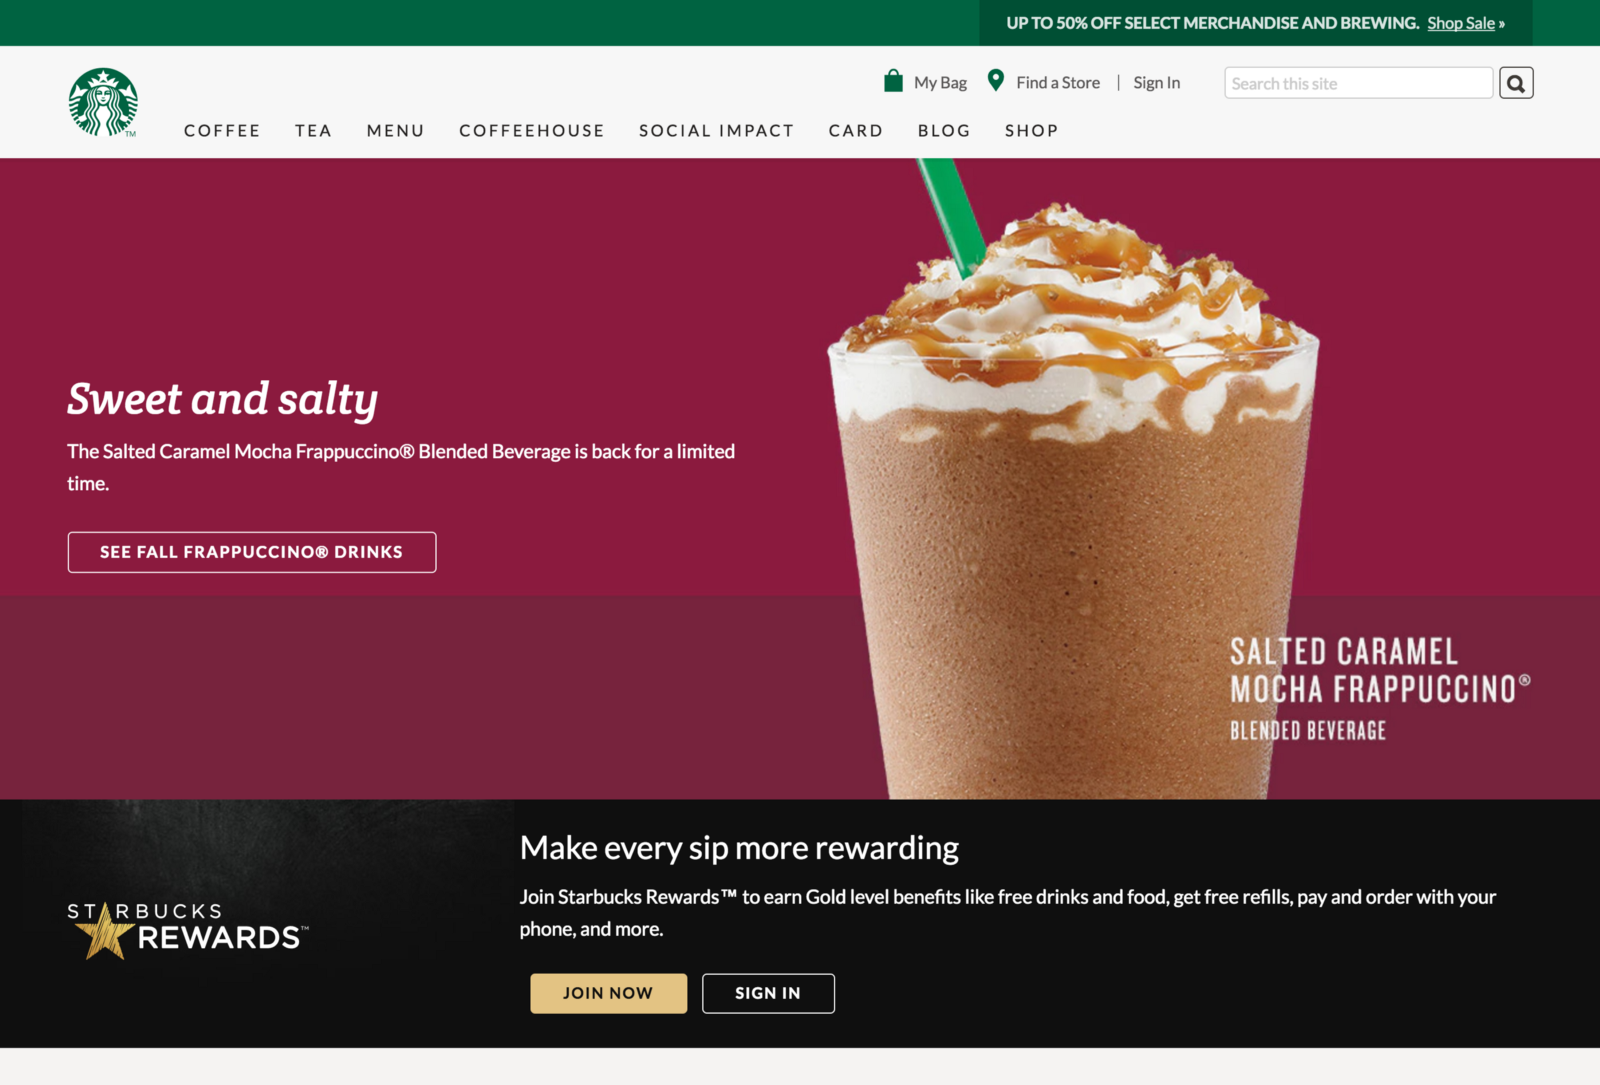 UP TO 50% OFF SELECT MERCHANDISE AND BREWING. Shop Sale »
My Bag Find a Store | Sign In Search this site
TM
COFFEE TEA MENU COFFEEHOUSE SOCIAL IMPACT CARD BLOG SHOP
Sweet and salty
The Salted Caramel Mocha Frappuccino® Blended Beverage is back for a limited
time.
SEE FALL FRAPPUCCINO® DRINKS
SALTED CARAMEL
MOCHA FRAPPUCCINO®
BLENDED BEVERAGE
STARBUCKS
REWARDS™
Make every sip more rewarding
Join Starbucks Rewards™ to earn Gold level benefits like free drinks and food, get free refills, pay and order with your
phone, and more.
JOIN NOW SIGN IN